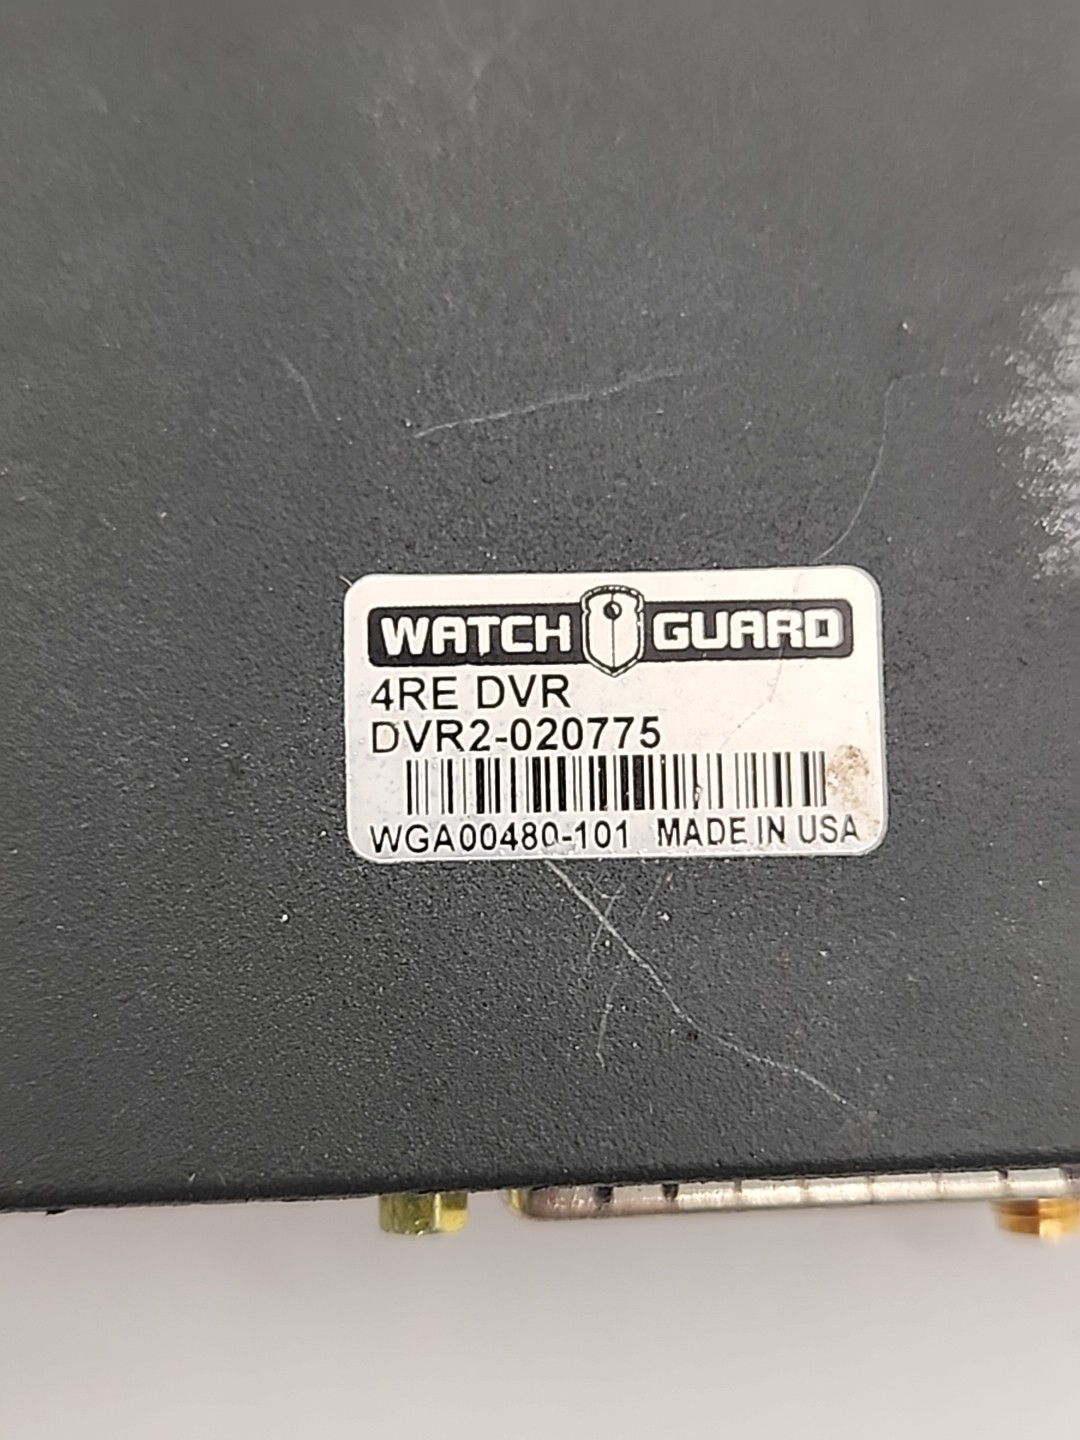 WATCH GUARD
4RE DVR
DVR2-020775
WGA00480-101 MADE IN USA